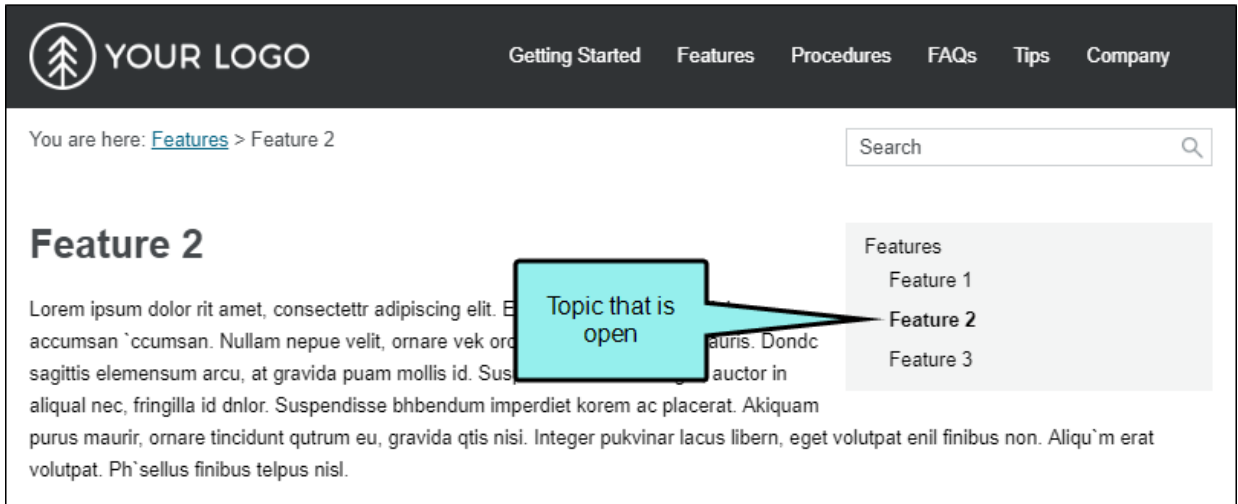 YOUR LOGO
Getting Started Features Procedures FAQs Tips Company
You are here: Features > Feature 2
Search
Feature 2
Features
Feature 1
Feature 2
Feature 3
Topic that is
open
Lorem ipsum dolor rit amet, consectettr adipiscing elit.
accumsan `ccumsan. Nullam nepue velit, ornare vek auris. Dondc
sagittis elemensum arcu, at gravida puam mollis id. auctor in
aliqual nec, fringilla id dnlor. Suspendisse bhbendum imperdiet korem ac placerat. Akiquam
purus maurir, ornare tincidunt qutrum eu, gravida qtis nisi. Integer pukvinar lacus libern, eget volutpat enil finibus non. Aliqu`m erat
volutpat. Ph`sellus finibus telpus nisl.